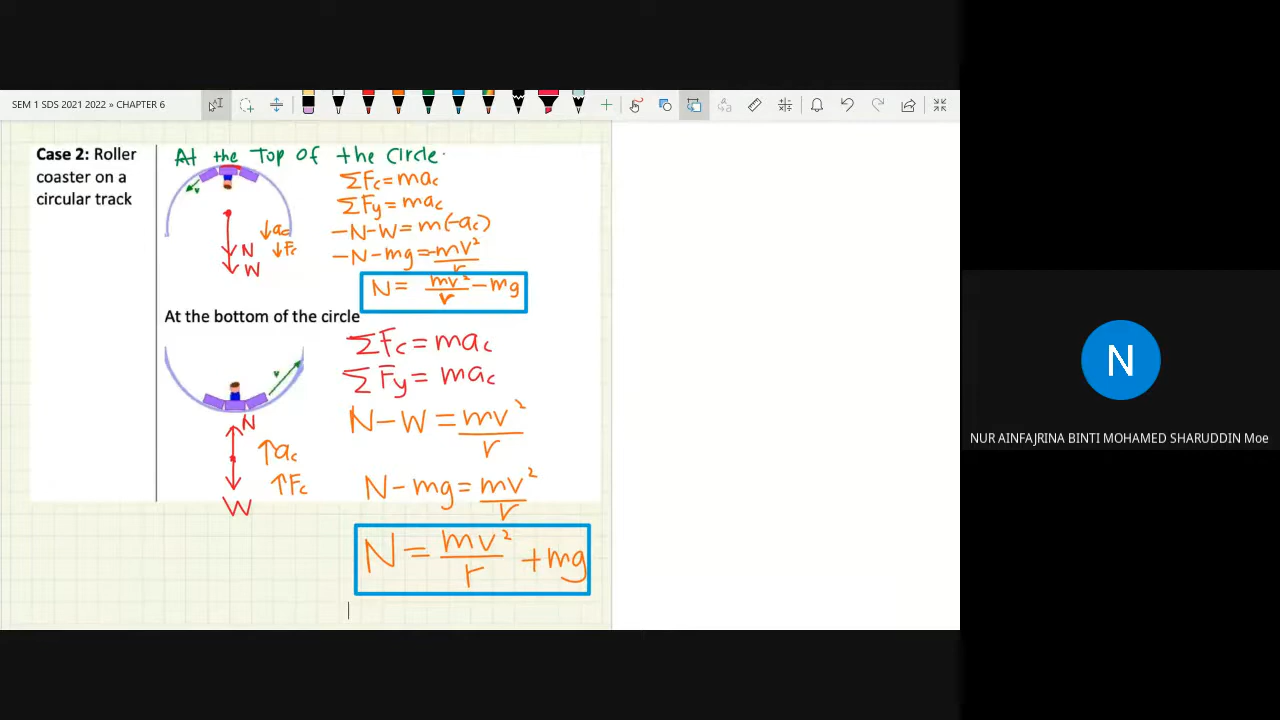 SEM 1 SDS 2021 2022 » CHAPTER 6
Case 2: Roller
coaster on a
circular track
At the Top of the Circle
v
ac
Fc
N
W
ΣFc = mac
ΣFy = mac
-N-W = m(-ac)
-N-mg = -mv²/r
N = mv²/r - mg
At the bottom of the circle
v
N
ac
Fc
W
ΣFc = mac
ΣFy = mac
N-W = mv²/r
N-mg = mv²/r
N = mv²/r + mg
N
NUR AINFAJRINA BINTI MOHAMED SHARUDDIN Moe